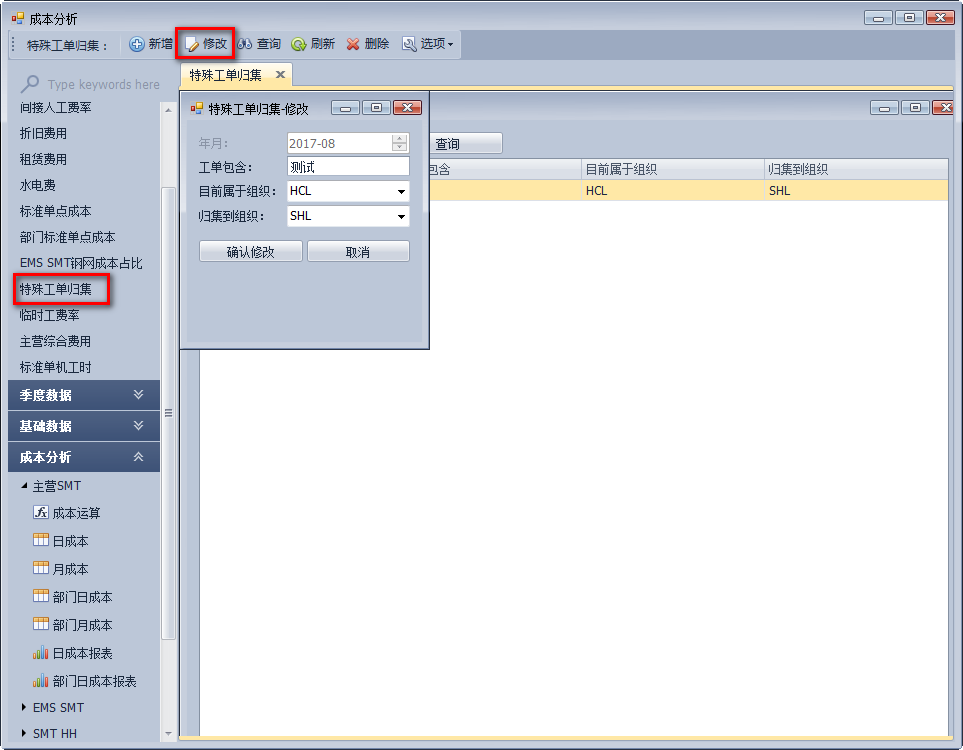 成本分析
特殊工单归集： 新增 修改 查询 刷新 删除 选项
Type keywords here
特殊工单归集
间接人工费率
折旧费用
租赁费用
水电费
标准单点成本
部门标准单点成本
EMS SMT钢网成本占比
特殊工单归集
临时工费率
主营综合费用
标准单机工时
季度数据
基础数据
成本分析
主营SMT
成本运算
日成本
月成本
部门日成本
部门月成本
日成本报表
部门日成本报表
EMS SMT
SMT HH
特殊工单归集-修改
年月： 2017-08
工单包含： 测试
目前属于组织： HCL
归集到组织： SHL
确认修改 取消
查询
包含 目前属于组织 归集到组织
HCL SHL